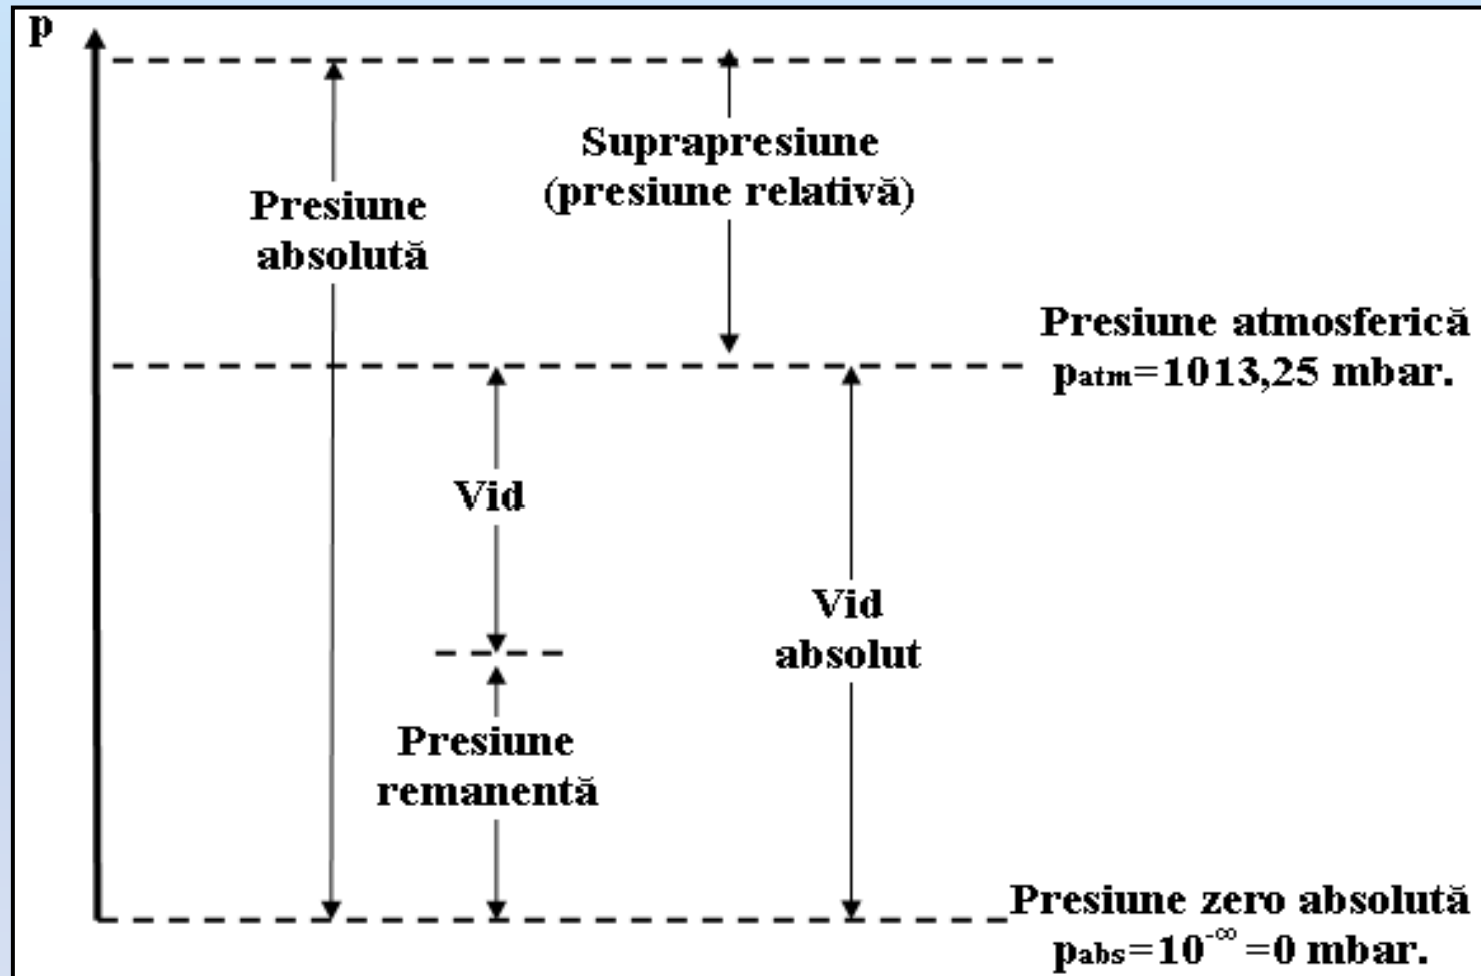 p
Suprapresiune
(presiune relativă)
Presiune
absolută
Presiune atmosferică
patm=1013,25 mbar.
Vid
Vid
absolut
Presiune
remanentă
Presiune zero absolută
pabs=10^-∞ =0 mbar.